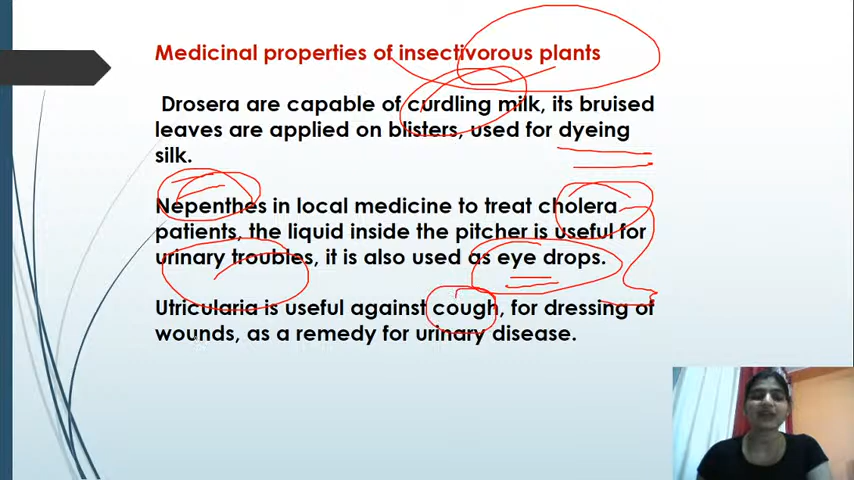 Medicinal properties of insectivorous plants
Drosera are capable of curdling milk, its bruised
leaves are applied on blisters, used for dyeing
silk.
Nepenthes in local medicine to treat cholera
patients, the liquid inside the pitcher is useful for
urinary troubles, it is also used as eye drops.
Utricularia is useful against cough, for dressing of
wounds, as a remedy for urinary disease.